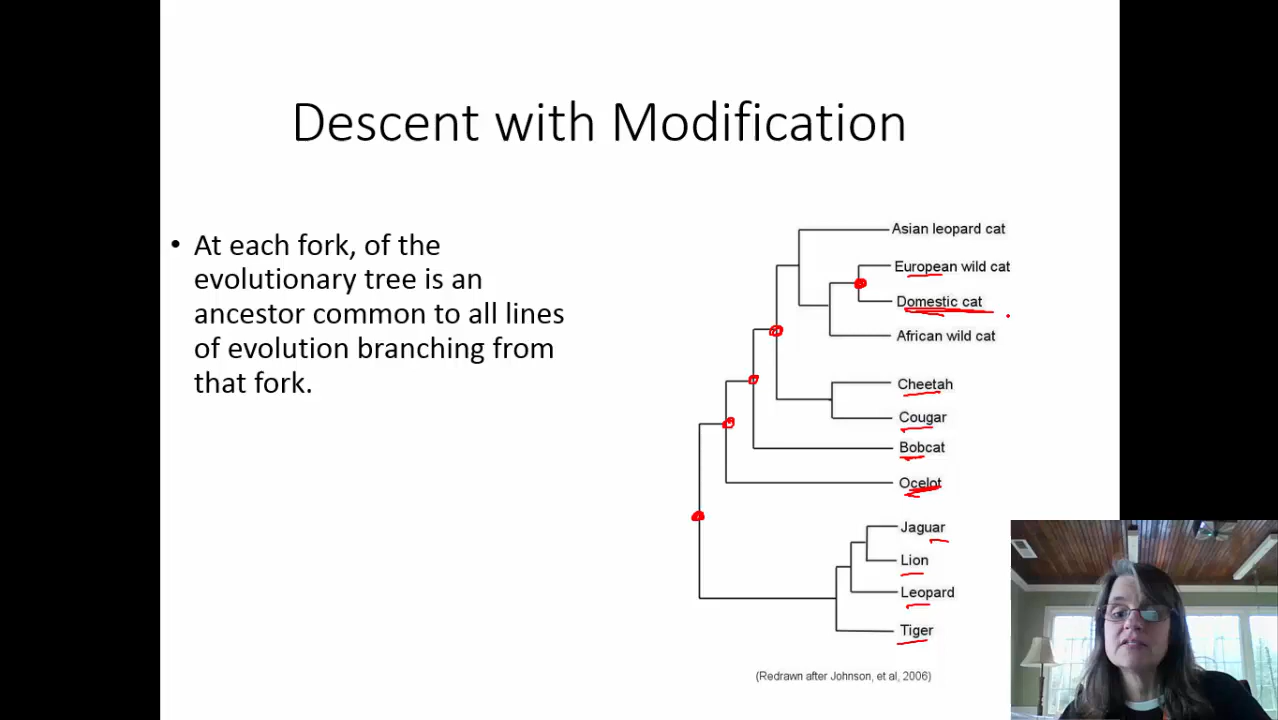 Descent with Modification
• At each fork, of the
evolutionary tree is an
ancestor common to all lines
of evolution branching from
that fork.
Asian leopard cat
European wild cat
Domestic cat
African wild cat
Cheetah
Cougar
Bobcat
Ocelot
Jaguar
Lion
Leopard
Tiger
(Redrawn after Johnson, et al, 2006)